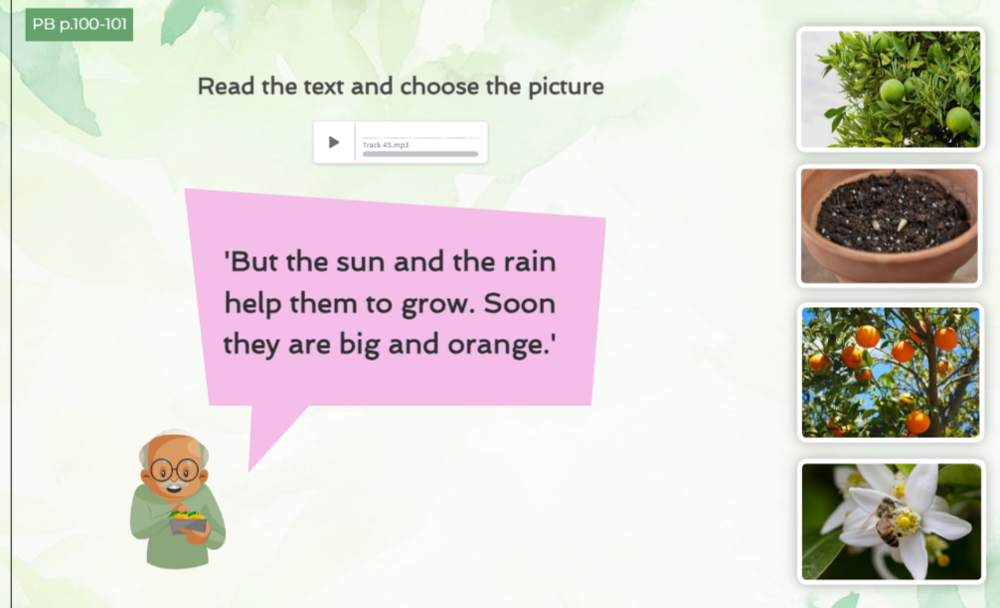 PB p.100-101
Read the text and choose the picture
Track 45.mp3
'But the sun and the rain
help them to grow. Soon
they are big and orange.'